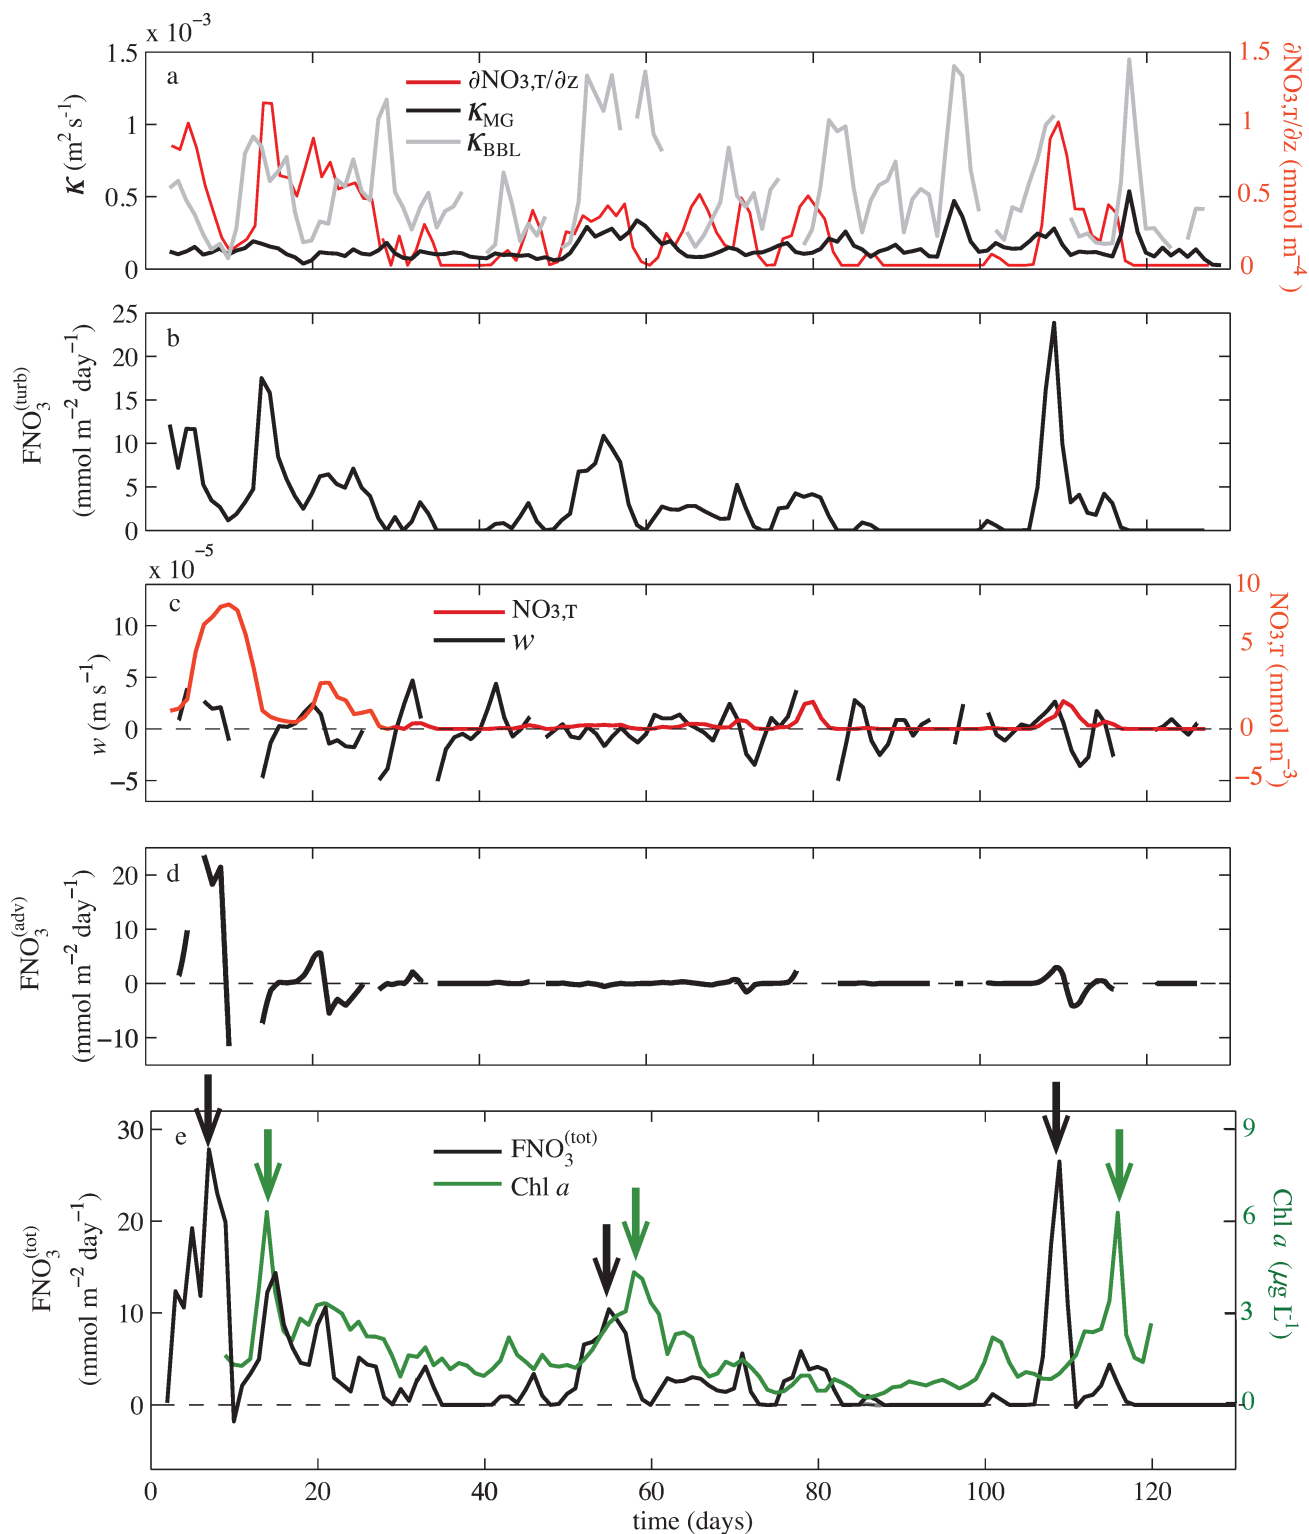 x 10⁻³
1.5
1
0.5
0
κ (m² s⁻¹)
a
∂NO3,T/∂z
κMG
κBBL
1.5
1
0.5
0
∂NO3,T/∂z (mmol m⁻⁴)
25
20
15
10
5
0
FNO₃⁽ᵗᵘʳᵇ⁾
(mmol m⁻² day⁻¹)
b
x 10⁻⁵
10
5
0
−5
w (m s⁻¹)
c
NO3,T
w
10
5
0
−5
NO3,T (mmol m⁻³)
20
10
0
−10
FNO₃⁽ᵃᵈᵛ⁾
(mmol m⁻² day⁻¹)
d
30
20
10
0
FNO₃⁽ᵗᵒᵗ⁾
(mmol m⁻² day⁻¹)
e
FNO₃⁽ᵗᵒᵗ⁾
Chl a
9
6
3
0
Chl a (μg L⁻¹)
0 20 40 60 80 100 120
time (days)